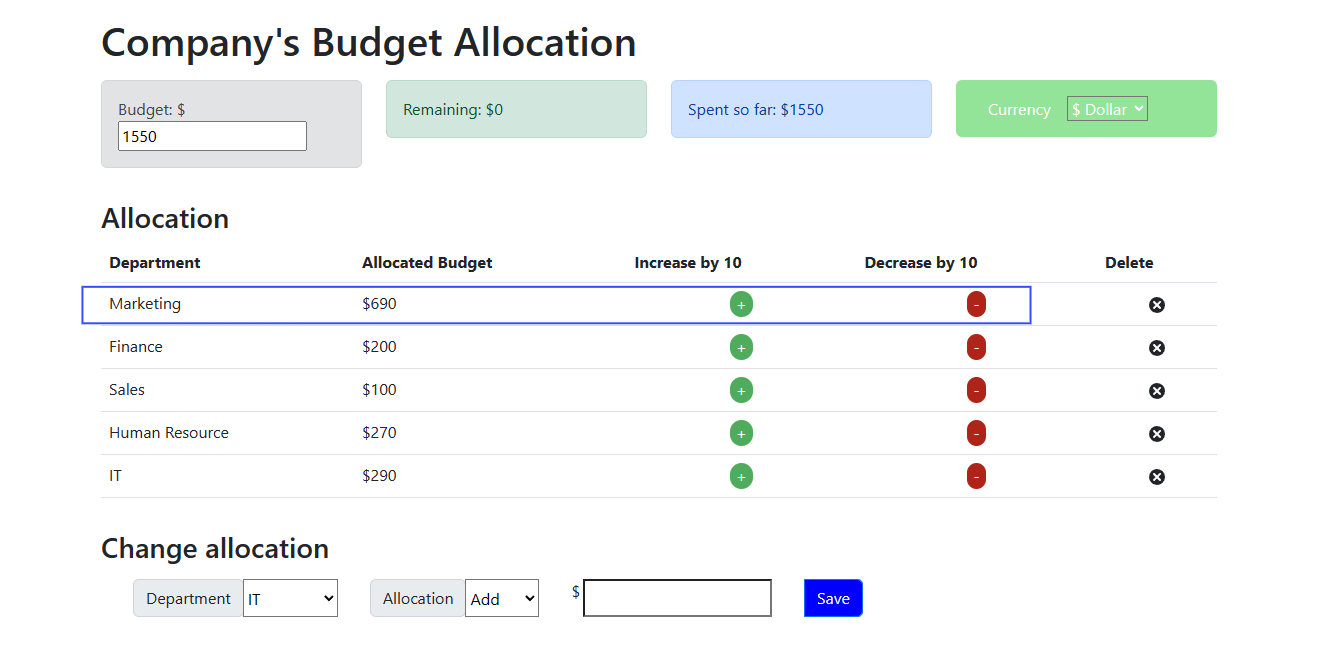 Company's Budget Allocation
Budget: $
1550
Remaining: $0
Spent so far: $1550
Currency $ Dollar
Allocation
Department Allocated Budget Increase by 10 Decrease by 10 Delete
Marketing $690 + -
Finance $200 + -
Sales $100 + -
Human Resource $270 + -
IT $290 + -
Change allocation
Department IT Allocation Add $ Save